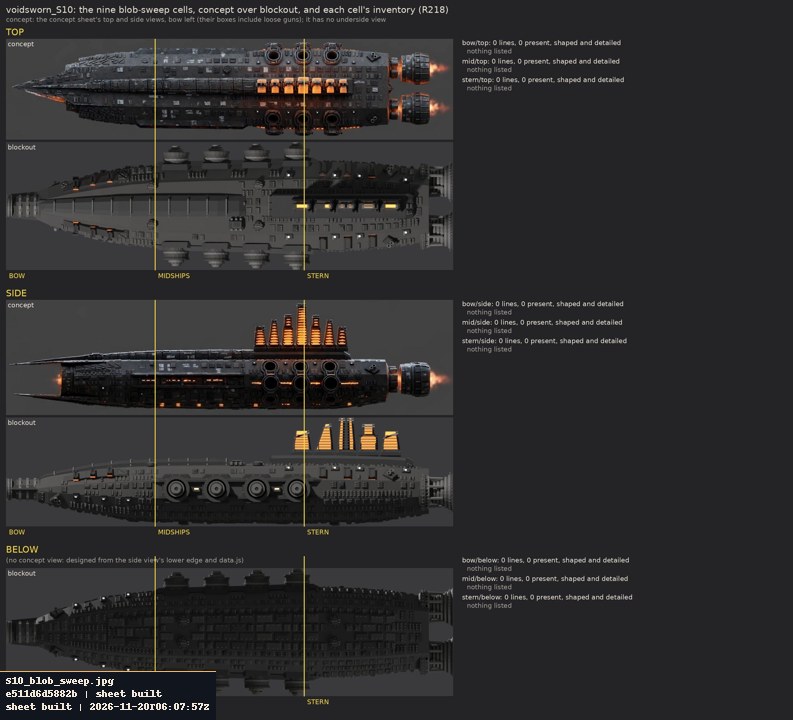 voidsworn_S10: the nine blob-sweep cells, concept over blockout, and each cell's inventory (R218)
concept: the concept sheet's top and side views, bow left (their boxes include loose guns); it has no underside view
TOP
concept
bow/top: 0 lines, 0 present, shaped and detailed
nothing listed
mid/top: 0 lines, 0 present, shaped and detailed
nothing listed
stern/top: 0 lines, 0 present, shaped and detailed
nothing listed
blockout
BOW
MIDSHIPS
STERN
SIDE
concept
bow/side: 0 lines, 0 present, shaped and detailed
nothing listed
mid/side: 0 lines, 0 present, shaped and detailed
nothing listed
stern/side: 0 lines, 0 present, shaped and detailed
nothing listed
blockout
BOW
MIDSHIPS
STERN
BELOW
(no concept view: designed from the side view's lower edge and data.js)
blockout
bow/below: 0 lines, 0 present, shaped and detailed
nothing listed
mid/below: 0 lines, 0 present, shaped and detailed
nothing listed
stern/below: 0 lines, 0 present, shaped and detailed
nothing listed
STERN
S10_blob_sweep.jpg
e511d6d5882b | sheet built
sheet built | 2026-11-20T06:07:57Z